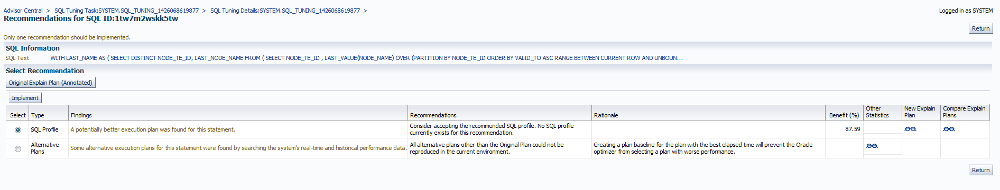 Advisor Central > SQL Tuning Task:SYSTEM.SQL_TUNING_1426068619877 > SQL Tuning Details:SYSTEM.SQL_TUNING_1426068619877 >
Logged in as SYSTEM
Recommendations for SQL ID:1tw7m2wskk5tw
Return
Only one recommendation should be implemented.
SQL Information
SQL Text WITH LAST_NAME AS ( SELECT DISTINCT NODE_TE_ID, LAST_NODE_NAME FROM ( SELECT NODE_TE_ID , LAST_VALUE(NODE_NAME) OVER (PARTITION BY NODE_TE_ID ORDER BY VALID_TO ASC RANGE BETWEEN CURRENT ROW AND UNBOUN...
Select Recommendation
Original Explain Plan (Annotated)
Implement
Select
Type
Findings
Recommendations
Rationale
Benefit (%)
Other
Statistics
New Explain
Plan
Compare Explain
Plans
SQL Profile
A potentially better execution plan was found for this statement.
Consider accepting the recommended SQL profile. No SQL profile
currently exists for this recommendation.
87.59
Alternative
Plans
Some alternative execution plans for this statement were found by searching the system's real-time and historical performance data.
All alternative plans other than the Original Plan could not be
reproduced in the current environment.
Creating a plan baseline for the plan with the best elapsed time will prevent the Oracle
optimizer from selecting a plan with worse performance.
Return